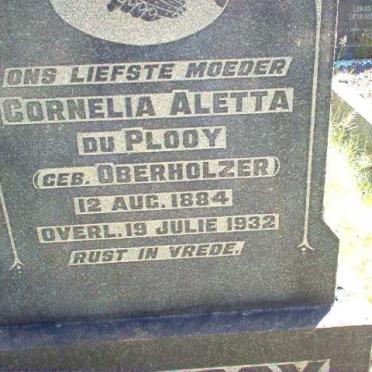 ONS LIEFSTE MOEDER
CORNELIA ALETTA
DU PLOOY
(GEB. OBERHOLZER)
12 AUG. 1884
OVERL. 19 JULIE 1932
RUST IN VREDE.